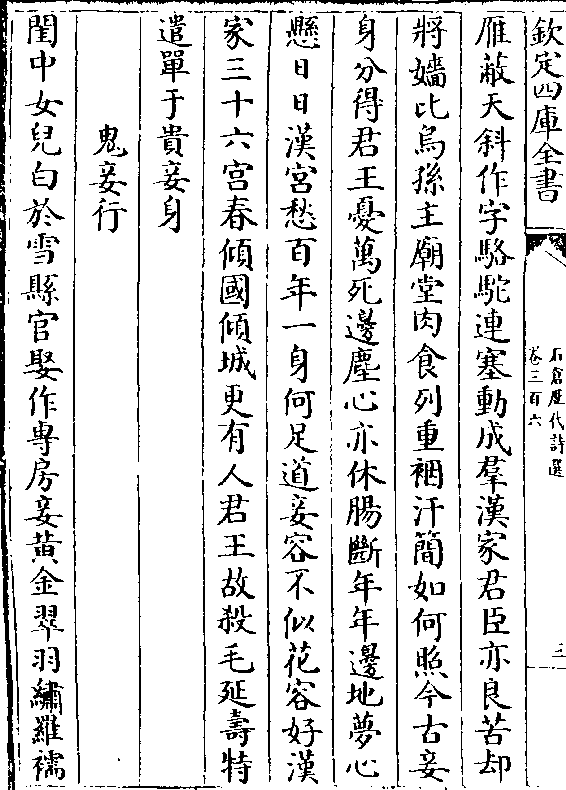 欽定四庫全書
石倉歷代詩選
卷三百六
三
雁蔽天斜作字駱駝連塞動成羣漢家君臣亦良苦却
將嬙比烏孫主廟堂肉食列重裀汗簡如何照今古妾
身分得君王憂萬死邊塵心亦休腸斷年年邊地夢心
懸日日漢宮愁百年一身何足道妾容不似花容好漢
家三十六宮春傾國傾城更有人君王故殺毛延壽特
遣單于貴妾身
鬼妾行
閨中女兒白於雪縣官娶作專房妾黄金翠羽繡羅襦